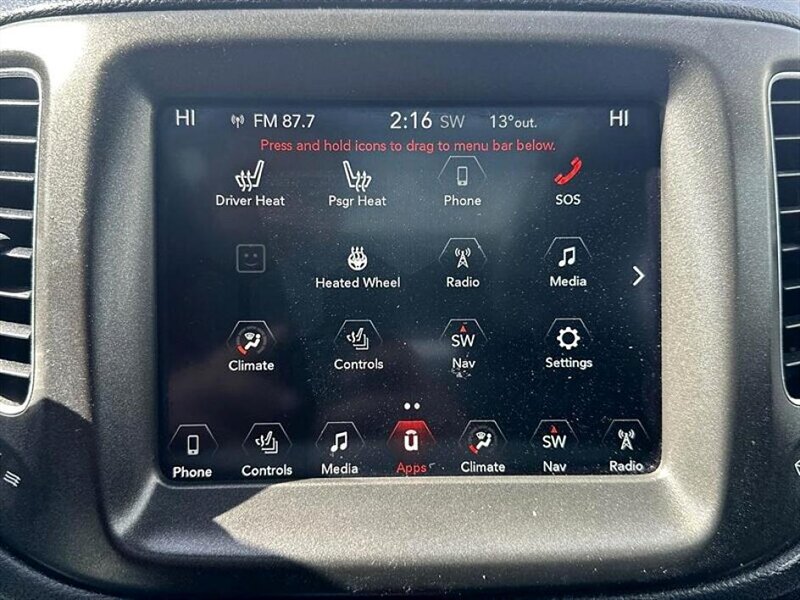 HI FM 87.7 2:16 SW 13°out. HI
Press and hold icons to drag to menu bar below.
Driver Heat Psgr Heat Phone SOS
Heated Wheel Radio Media
SW
Climate Controls Nav Settings
SW
Phone Controls Media Apps Climate Nav Radio